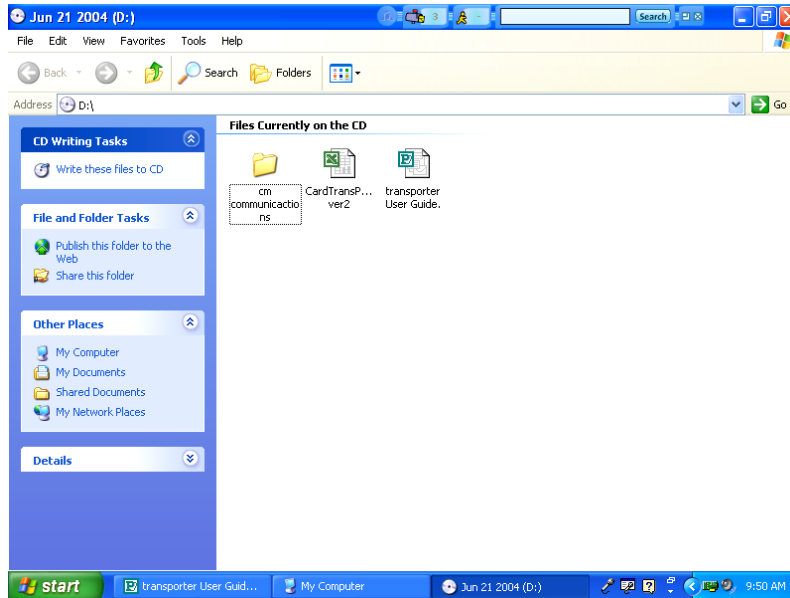 Jun 21 2004 (D:)
3
Search
File Edit View Favorites Tools Help
Back Search Folders
Address D:\ Go
CD Writing Tasks
Write these files to CD
File and Folder Tasks
Publish this folder to the
Web
Share this folder
Other Places
My Computer
My Documents
Shared Documents
My Network Places
Details
Files Currently on the CD
cm
communicactio
ns
CardTransP...
ver2
transporter
User Guide.
start transporter User Guid... My Computer Jun 21 2004 (D:) 9:50 AM